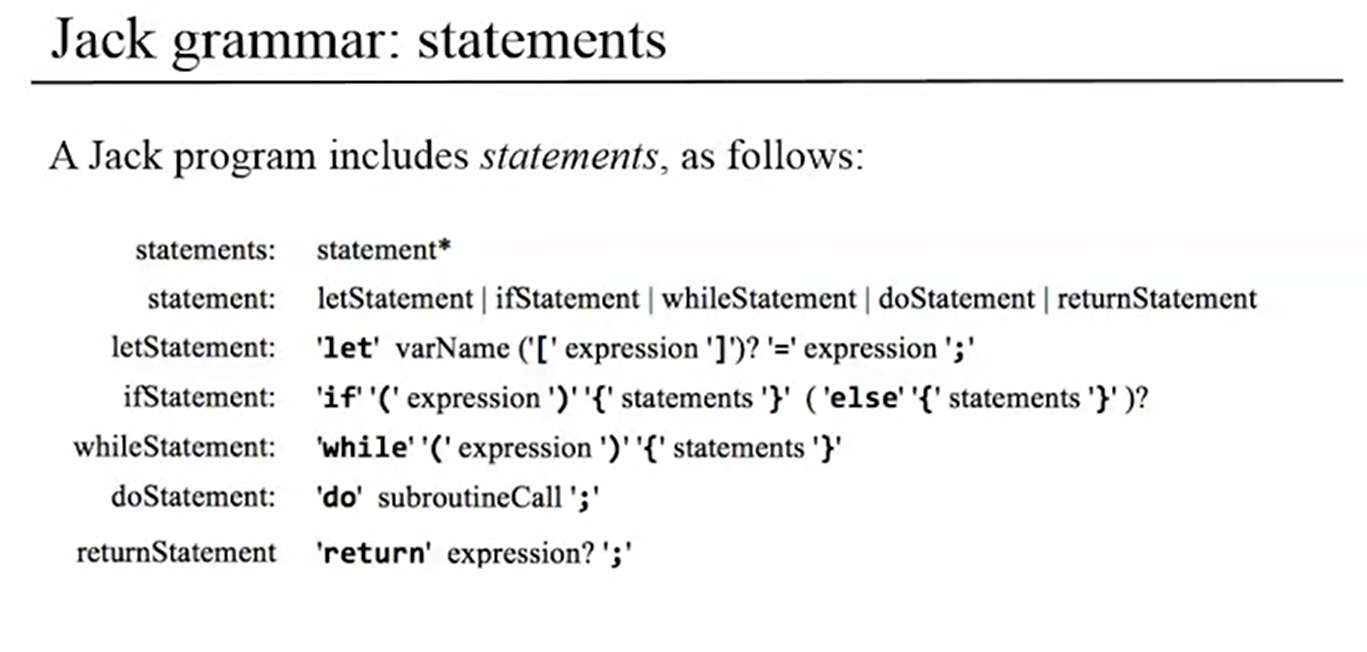 Jack grammar: statements
A Jack program includes statements, as follows:
statements: statement*
statement: letStatement | ifStatement | whileStatement | doStatement | returnStatement
letStatement: 'let' varName ('[' expression ']')? '=' expression ';'
ifStatement: 'if' '(' expression ')' '{' statements '}' ( 'else' '{' statements '}' )?
whileStatement: 'while' '(' expression ')' '{' statements '}'
doStatement: 'do' subroutineCall ';'
returnStatement 'return' expression? ';'